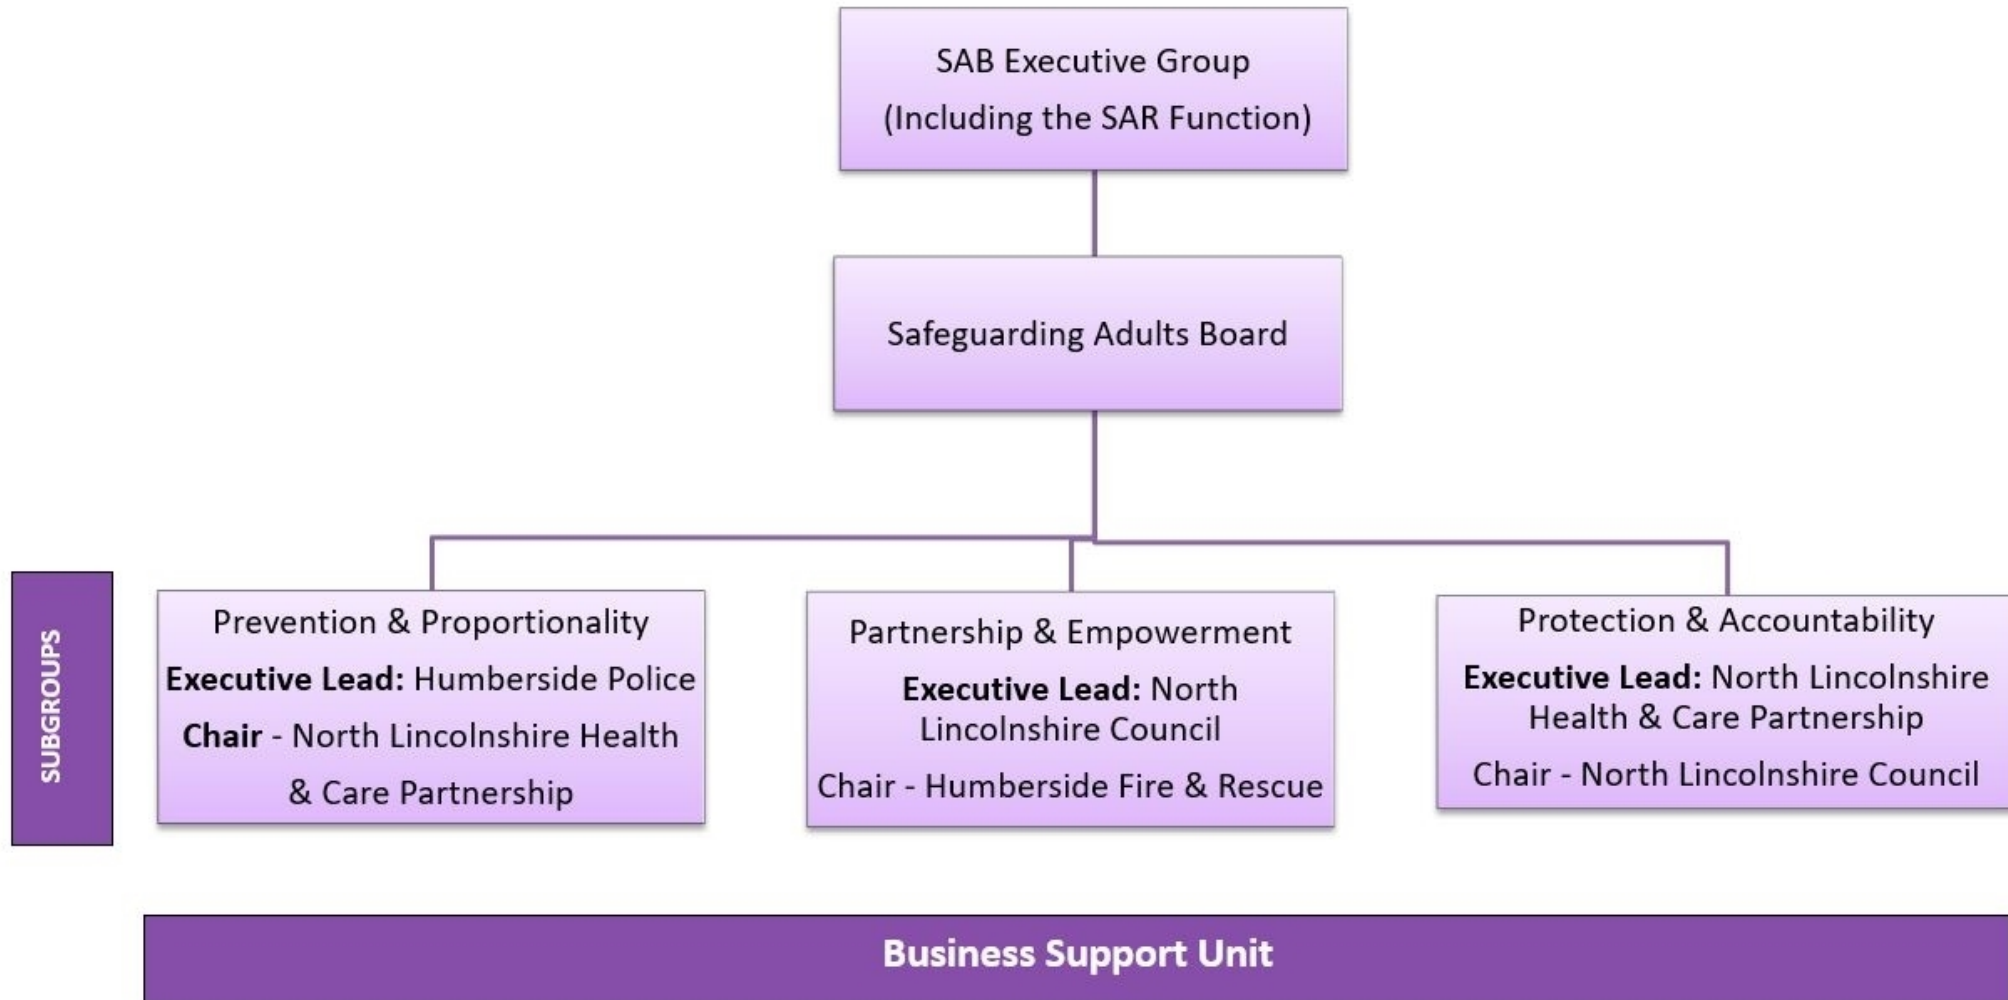 SAB Executive Group
(Including the SAR Function)
Safeguarding Adults Board
SUBGROUPS
Prevention & Proportionality
Executive Lead: Humberside Police
Chair - North Lincolnshire Health
& Care Partnership
Partnership & Empowerment
Executive Lead: North
Lincolnshire Council
Chair - Humberside Fire & Rescue
Protection & Accountability
Executive Lead: North Lincolnshire
Health & Care Partnership
Chair - North Lincolnshire Council
Business Support Unit